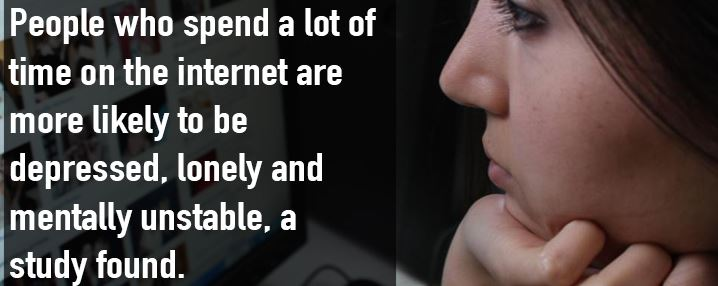 People who spend a lot of
time on the internet are
more likely to be
depressed, lonely and
mentally unstable, a
study found.